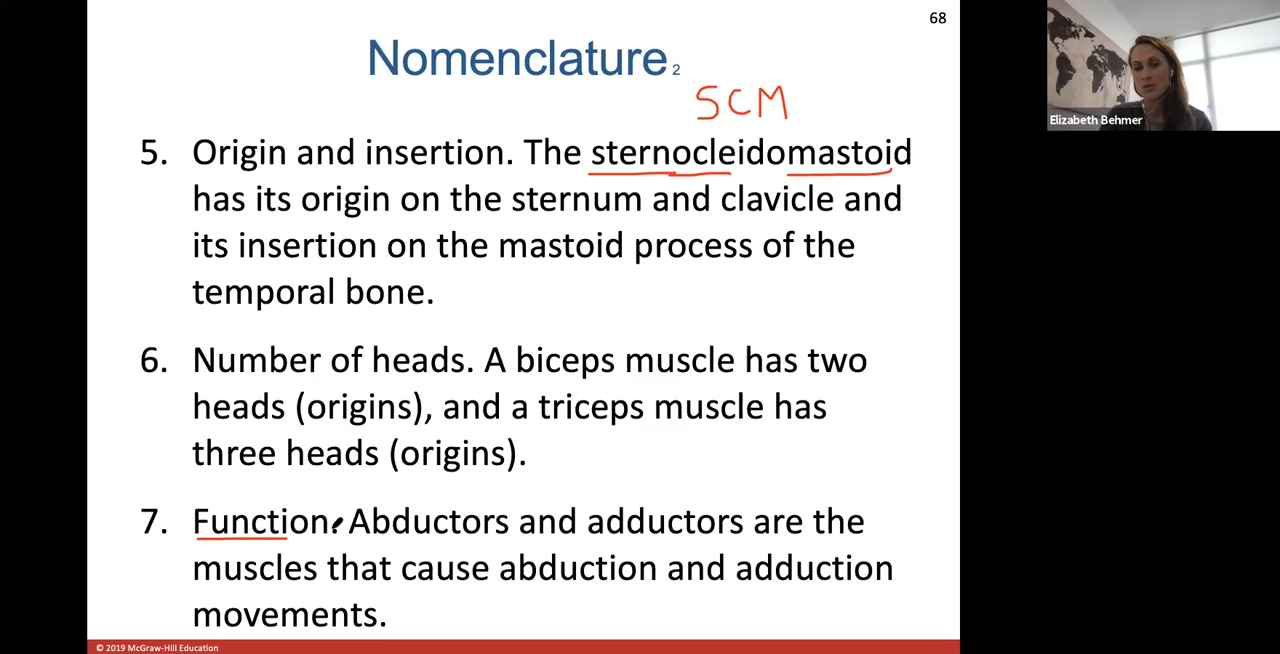 68
Nomenclature 2
SCM
5. Origin and insertion. The sternocleidomastoid
has its origin on the sternum and clavicle and
its insertion on the mastoid process of the
temporal bone.
6. Number of heads. A biceps muscle has two
heads (origins), and a triceps muscle has
three heads (origins).
7. Function. Abductors and adductors are the
muscles that cause abduction and adduction
movements.
© 2019 McGraw-Hill Education
Elizabeth Behmer